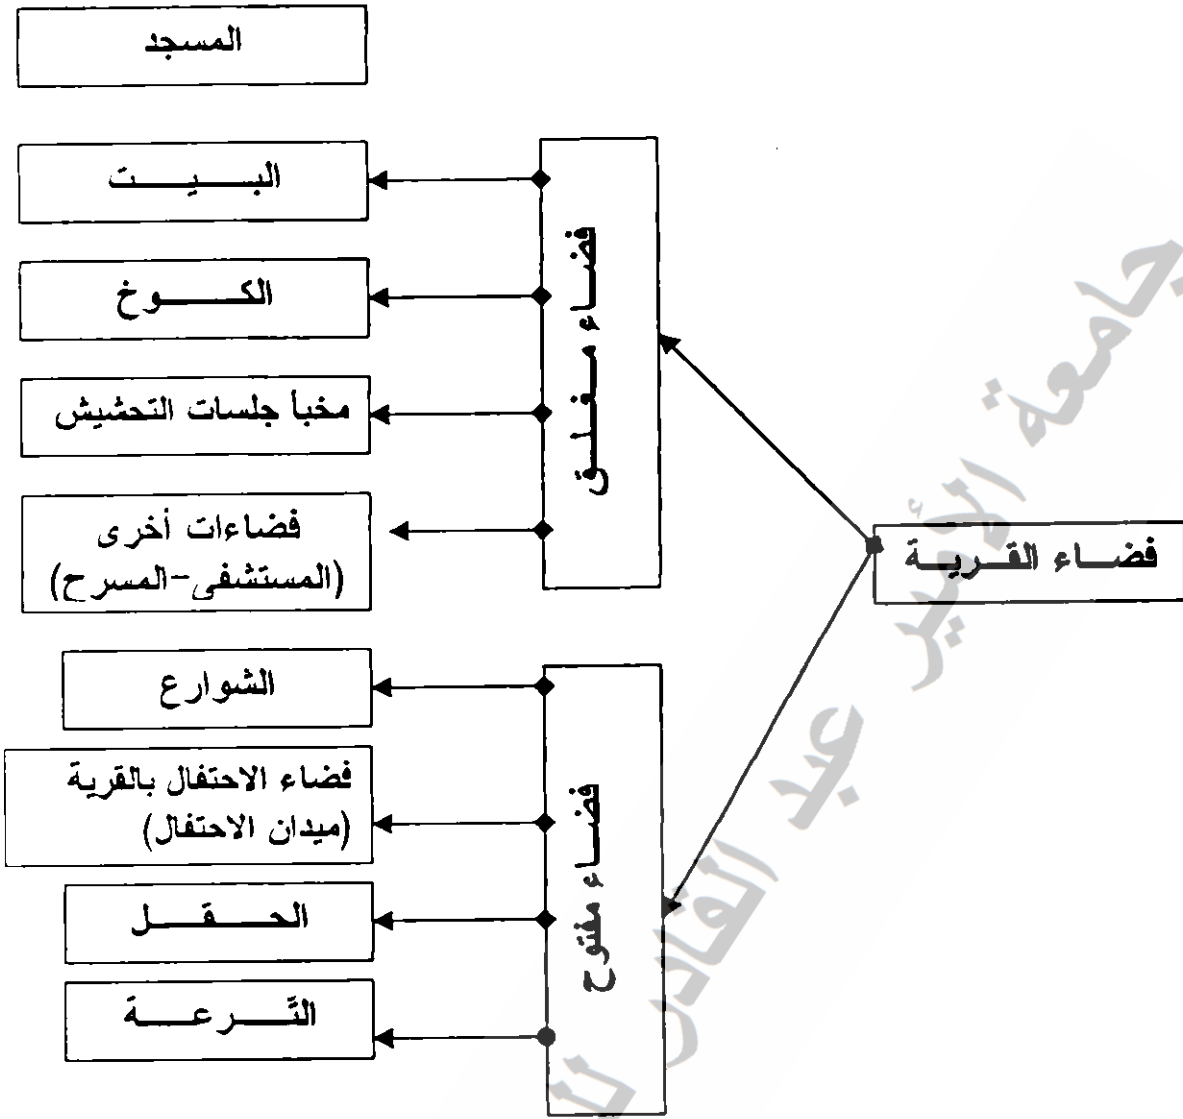 المسجد
فضاء القرية
فضاء مغلق
البيت
الكوخ
مخبأ جلسات التحشيش
فضاءات أخرى
(المستشفى-المسرح)
فضاء مفتوح
الشوارع
فضاء الاحتفال بالقرية
(ميدان الاحتفال)
الحقل
التَرعة
جامعة الأمير عبد القادر